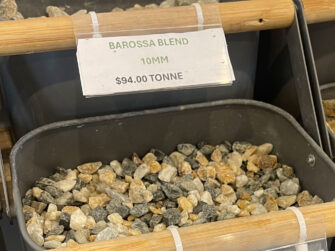 BAROSSA BLEND
10MM
$94.00 TONNE